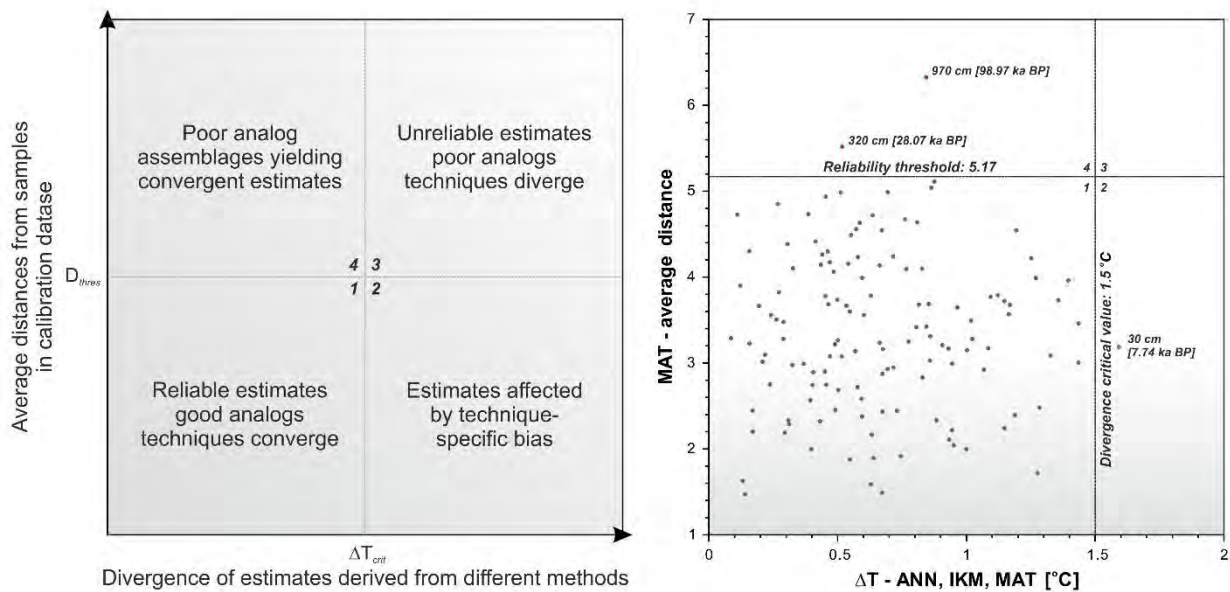 Average distances from samples
in calibration datase
D thres
Poor analog
assemblages yielding
convergent estimates
Unreliable estimates
poor analogs
techniques diverge
4 3
1 2
Reliable estimates
good analogs
techniques converge
Estimates affected
by technique-
specific bias
ΔT crit
Divergence of estimates derived from different methods
MAT - average distance
7
6
5
4
3
2
1
970 cm [98.97 ka BP]
320 cm [28.07 ka BP]
Reliability threshold: 5.17
4 3
1 2
Divergence critical value: 1.5 °C
30 cm
[7.74 ka BP]
0
0.5
1
1.5
2
ΔT - ANN, IKM, MAT [°C]